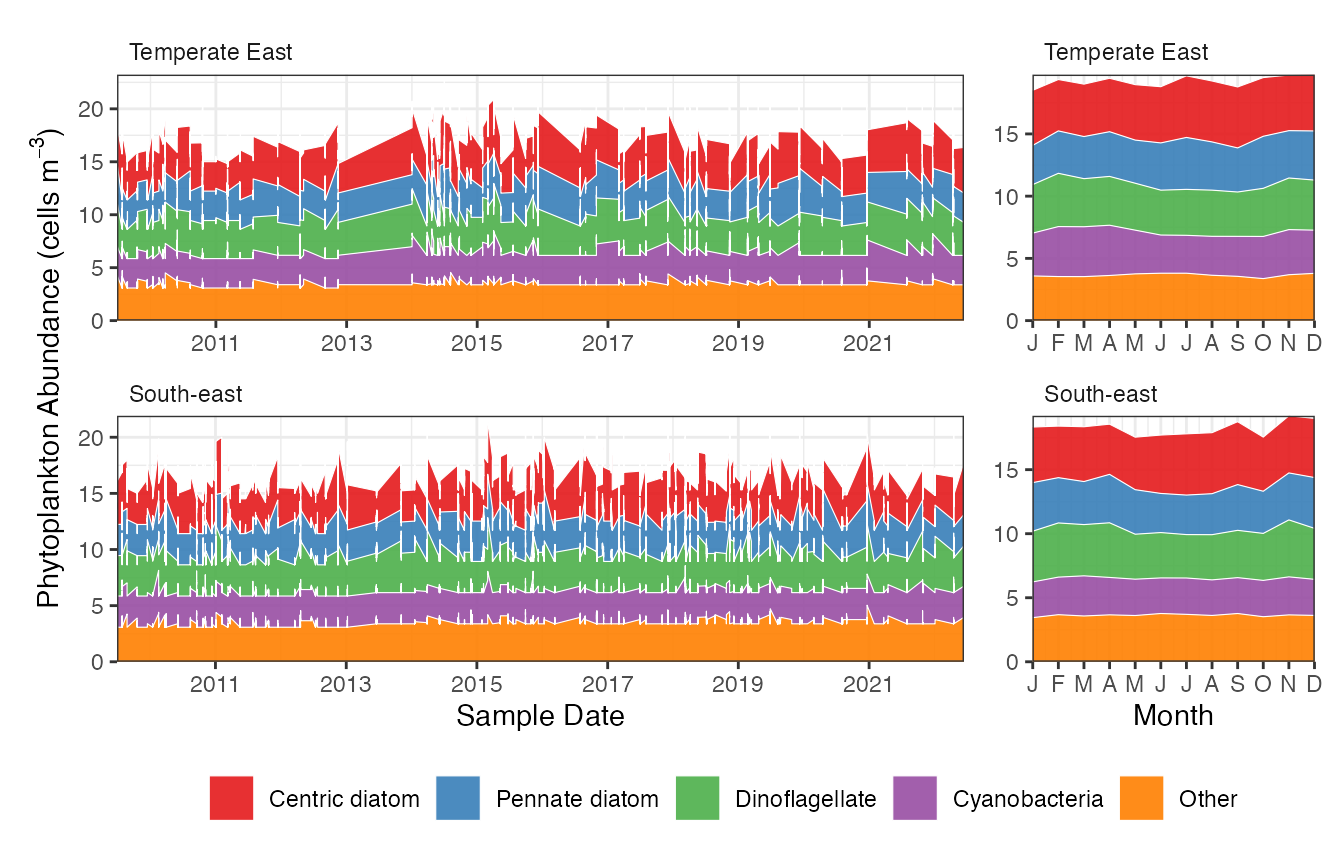 Temperate East
Temperate East
Phytoplankton Abundance (cells m⁻³)
20
15
10
5
0
15
10
5
0
2011 2013 2015 2017 2019 2021
J F M A M J J A S O N D
South-east
South-east
20
15
10
5
0
15
10
5
0
2011 2013 2015 2017 2019 2021
J F M A M J J A S O N D
Sample Date
Month
Centric diatom Pennate diatom Dinoflagellate Cyanobacteria Other